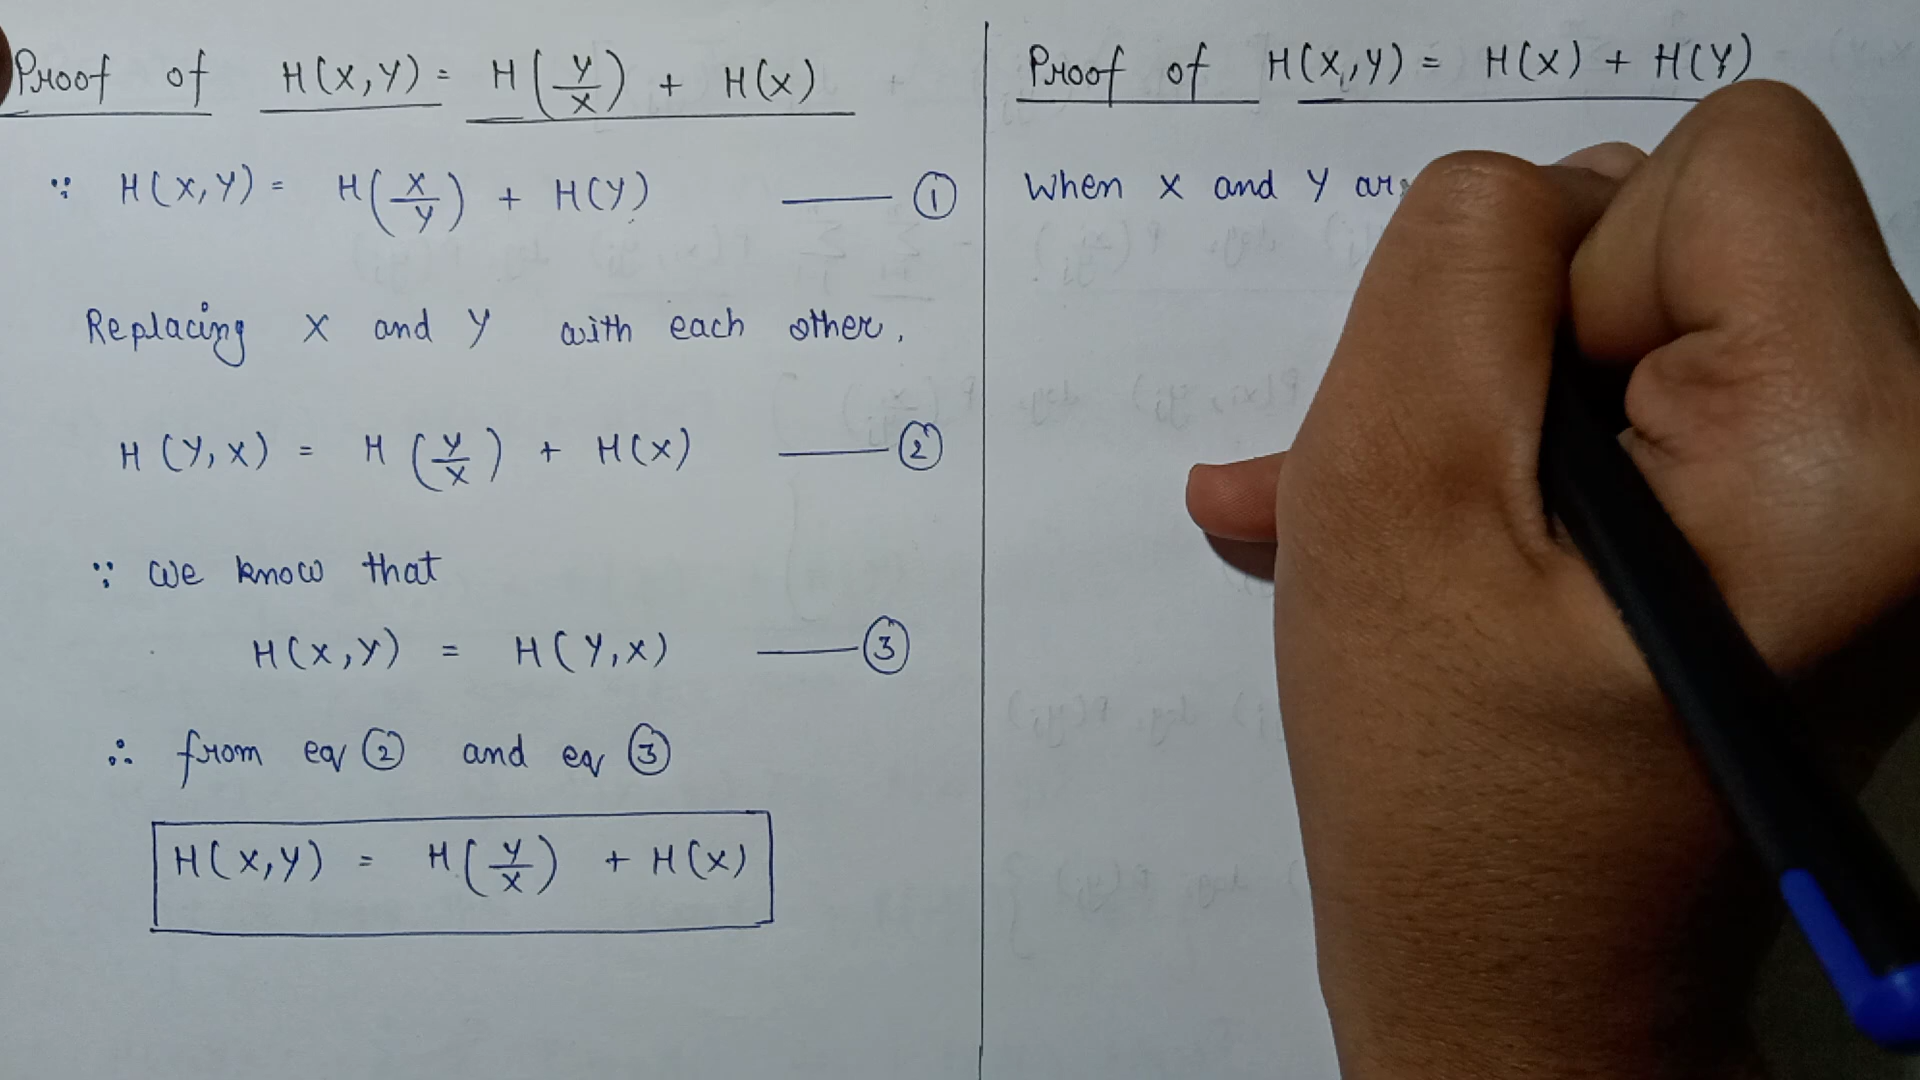 Proof of H(X,Y) = H(Y/X) + H(X)
∵ H(X,Y) = H(X/Y) + H(Y) —— ①
Replacing X and Y with each other,
H(Y,X) = H(Y/X) + H(X) —— ②
∵ we know that
H(X,Y) = H(Y,X) —— ③
∴ from eq ② and eq ③
H(X,Y) = H(Y/X) + H(X)
Proof of H(X,Y) = H(X) + H(Y)
When X and Y are